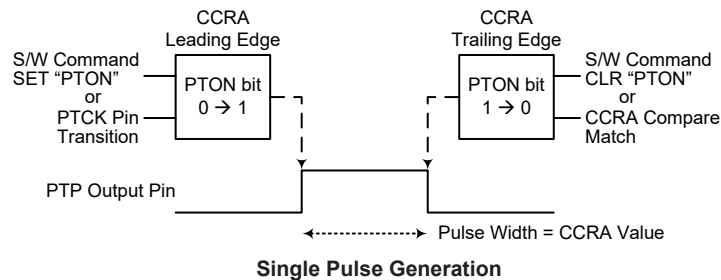 CCRA
Leading Edge
S/W Command
SET “PTON”
or
PTCK Pin
Transition
PTON bit
0 → 1
CCRA
Trailing Edge
PTON bit
1 → 0
S/W Command
CLR “PTON”
or
CCRA Compare
Match
PTP Output Pin
Pulse Width = CCRA Value
Single Pulse Generation